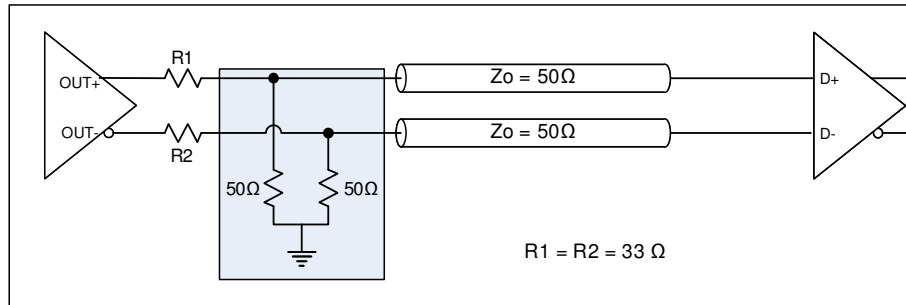 R1
OUT+
Zo = 50Ω
D+
OUT-
Zo = 50Ω
D-
R2
50Ω
50Ω
R1 = R2 = 33 Ω